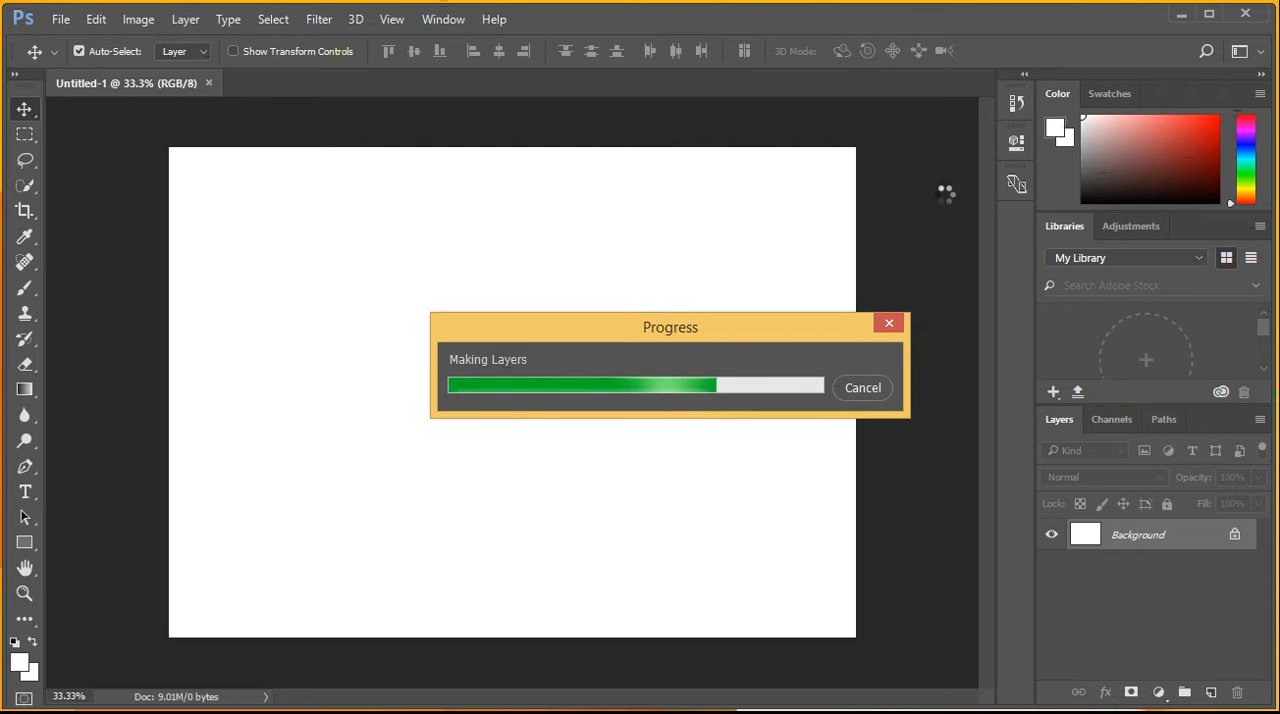 Ps File Edit Image Layer Type Select Filter 3D View Window Help
Auto-Select: Layer Show Transform Controls 3D Mode:
Untitled-1 @ 33.3% (RGB/8) ×
Color Swatches
Libraries Adjustments
My Library
Search Adobe Stock
Progress
Making Layers
Cancel
Layers Channels Paths
Kind
Normal Opacity: 100%
Lock: Fill: 100%
Background
fx
33.33% Doc: 9.01M/0 bytes